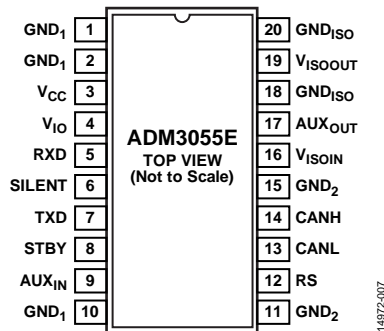 GND₁ 1 20 GNDISO
GND₁ 2 19 VISOOUT
VCC 3 18 GNDISO
VIO 4 17 AUXOUT
RXD 5 16 VISOIN
SILENT 6 15 GND₂
TXD 7 14 CANH
STBY 8 13 CANL
AUXIN 9 12 RS
GND₁ 10 11 GND₂
ADM3055E
TOP VIEW
(Not to Scale)
14972-007